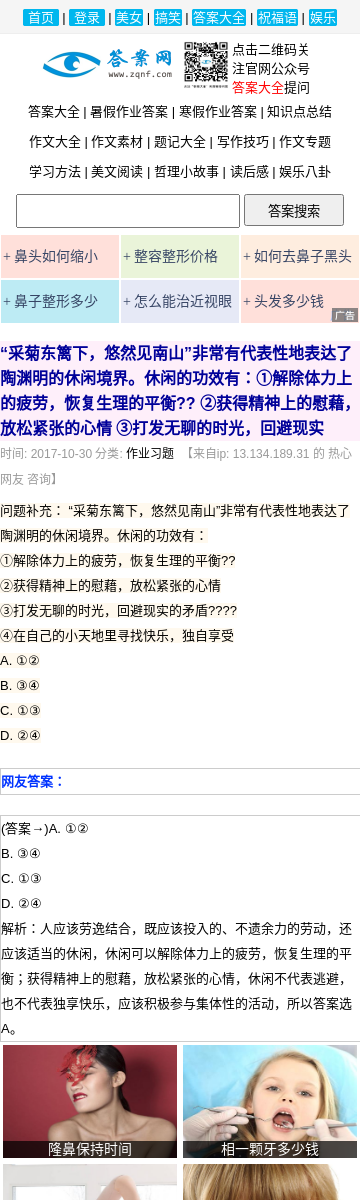 首页 | 登录 | 美女 | 搞笑 | 答案大全 | 祝福语 | 娱乐
答案网
www.zqnf.com
点击二维码关
注官网公众号
点击"答案"关注，快速得到问答
答案大全提问
答案大全 | 暑假作业答案 | 寒假作业答案 | 知识点总结
作文大全 | 作文素材 | 题记大全 | 写作技巧 | 作文专题
学习方法 | 美文阅读 | 哲理小故事 | 读后感 | 娱乐八卦
答案搜索
+ 鼻头如何缩小
+ 整容整形价格
+ 如何去鼻子黑头
+ 鼻子整形多少
+ 怎么能治近视眼
+ 头发多少钱
广告
“采菊东篱下，悠然见南山”非常有代表性地表达了
陶渊明的休闲境界。休闲的功效有：①解除体力上
的疲劳，恢复生理的平衡?? ②获得精神上的慰藉，
放松紧张的心情 ③打发无聊的时光，回避现实
时间: 2017-10-30 分类: 作业习题 【来自ip: 13.134.189.31 的 热心
网友 咨询】
问题补充： “采菊东篱下，悠然见南山”非常有代表性地表达了
陶渊明的休闲境界。休闲的功效有：
①解除体力上的疲劳，恢复生理的平衡??
②获得精神上的慰藉，放松紧张的心情
③打发无聊的时光，回避现实的矛盾????
④在自己的小天地里寻找快乐，独自享受
A. ①②
B. ③④
C. ①③
D. ②④
网友答案：
(答案→)A. ①②
B. ③④
C. ①③
D. ②④
解析：人应该劳逸结合，既应该投入的、不遗余力的劳动，还
应该适当的休闲，休闲可以解除体力上的疲劳，恢复生理的平
衡；获得精神上的慰藉，放松紧张的心情，休闲不代表逃避，
也不代表独享快乐，应该积极参与集体性的活动，所以答案选
A。
隆鼻保持时间
相一颗牙多少钱